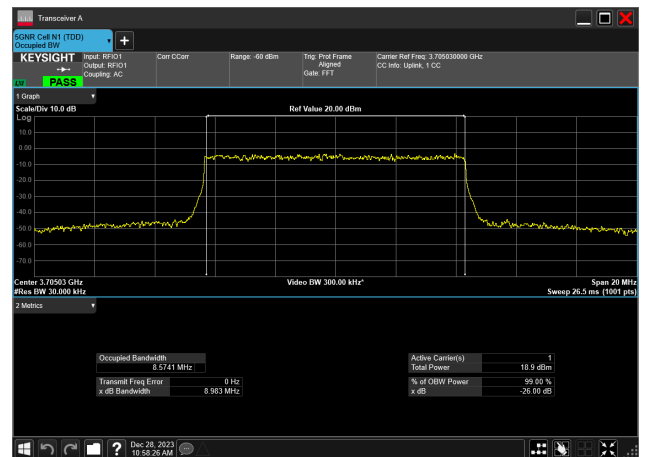 Transceiver A
5GNR Cell N1 (TDD)
Occupied BW
KEYSIGHT
LXI
PASS
Input: RFIO1
Output: RFIO1
Coupling: AC
Corr CCorr
Range: -60 dBm
Trig: Prot Frame
Aligned
Gate: FFT
Carrier Ref Freq: 3.705030000 GHz
CC Info: Uplink, 1 CC
1 Graph
Scale/Div 10.0 dB
Ref Value 20.00 dBm
Log
10.0
0.00
-10.0
-20.0
-30.0
-40.0
-50.0
-60.0
-70.0
Center 3.70503 GHz
Video BW 300.00 kHz*
Span 20 MHz
#Res BW 30.000 kHz
Sweep 26.5 ms (1001 pts)
2 Metrics
Occupied Bandwidth
8.5741 MHz
Transmit Freq Error 0 Hz
x dB Bandwidth 8.983 MHz
Active Carrier(s) 1
Total Power 18.9 dBm
% of OBW Power 99.00 %
x dB -26.00 dB
Dec 28, 2023
10:58:26 AM